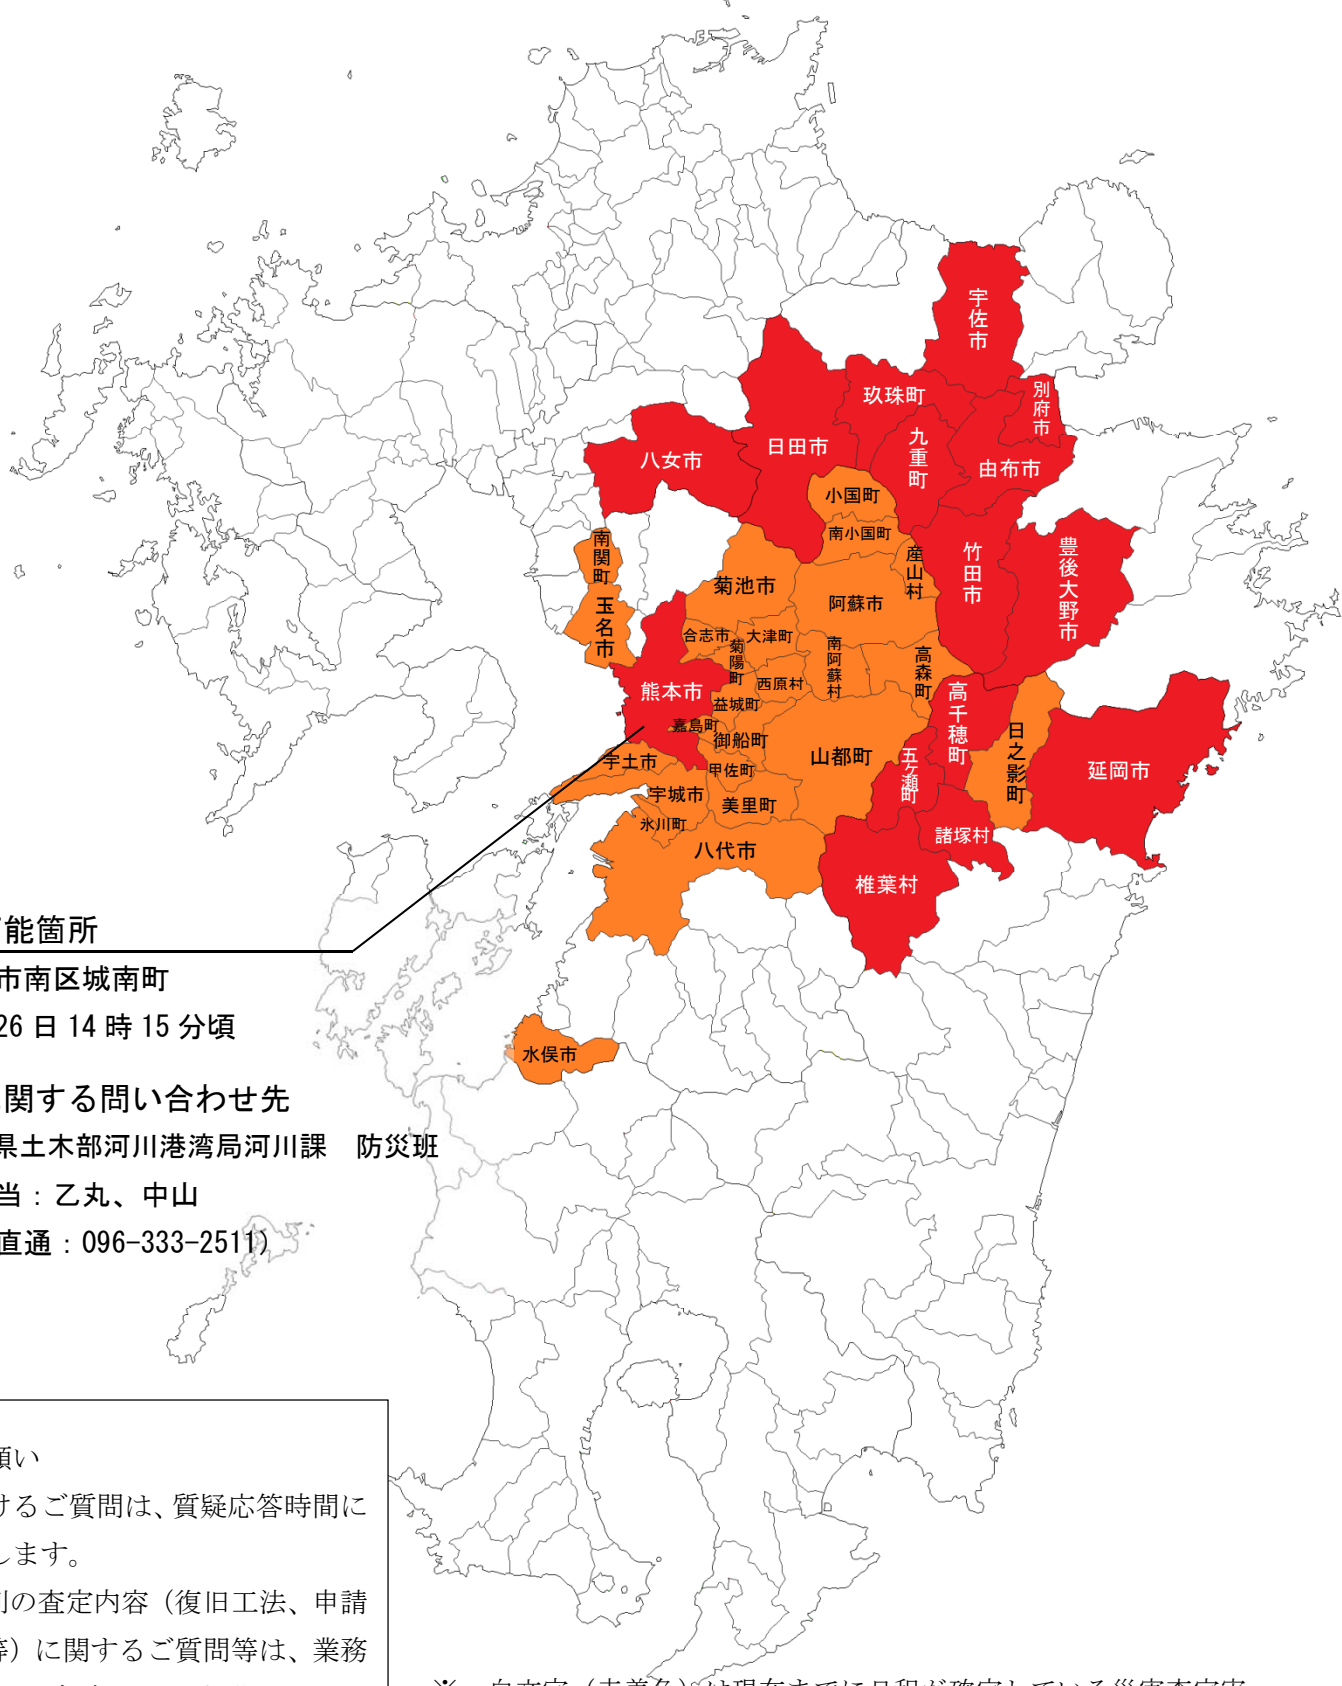 宇佐市
別府市
玖珠町
九重町
日田市
由布市
八女市
小国町
南小国町
産山村
竹田市
豊後大野市
南関町
玉名市
菊池市
阿蘇市
合志市
大津町
菊陽町
南阿蘇村
高森町
西原村
熊本市
益城町
嘉島町
御船町
山都町
高千穂町
五ヶ瀬町
日之影町
延岡市
宇土市
甲佐町
宇城市
美里町
氷川町
八代市
諸塚村
椎葉村
水俣市
能箇所
市南区城南町
26日14時15分頃
関する問い合わせ先
県土木部河川港湾局河川課　防災班
当：乙丸、中山
直通：096-333-2511）
願い
けるご質問は、質疑応答時間に
します。
別の査定内容（復旧工法、申請
等）に関するご質問等は、業務